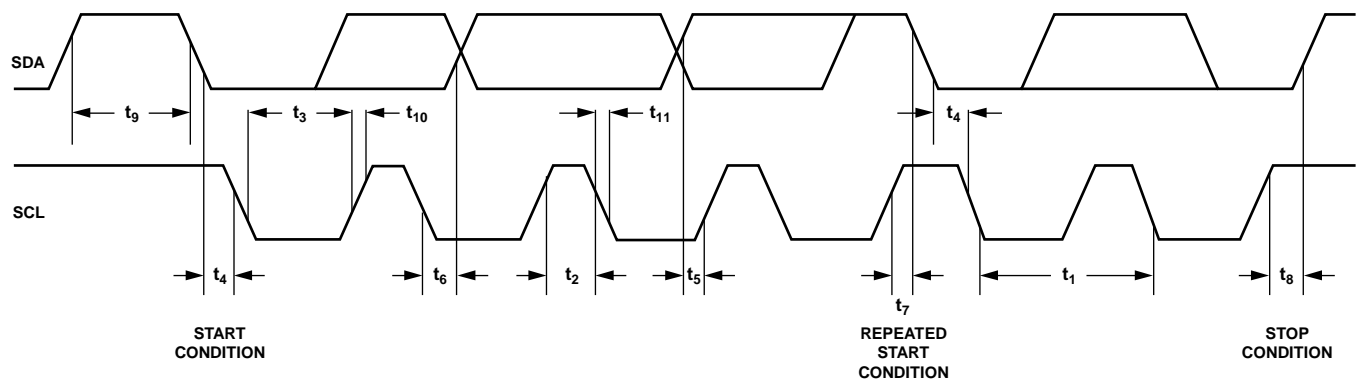 SDA
t9
t3
t10
t11
t4
SCL
t4
t6
t2
t5
t7
t1
t8
START
CONDITION
REPEATED
START
CONDITION
STOP
CONDITION